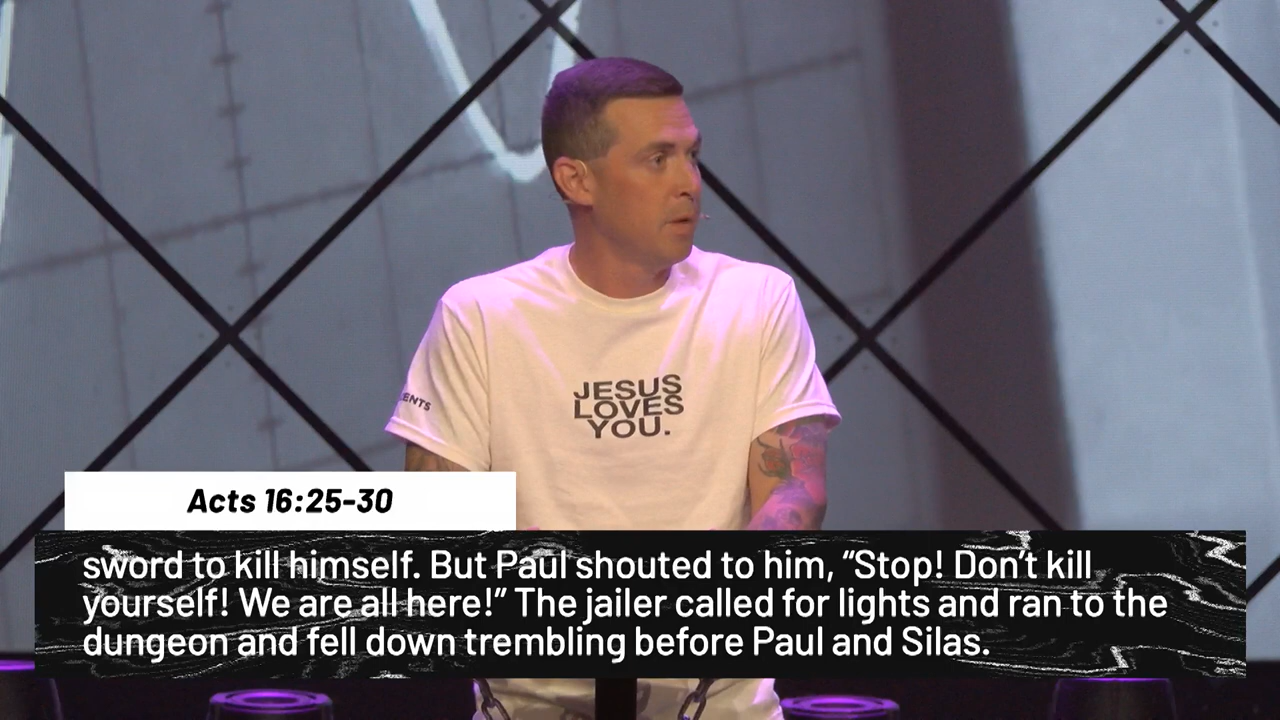 JESUS
LOVES
YOU.
Acts 16:25-30
sword to kill himself. But Paul shouted to him, “Stop! Don’t kill
yourself! We are all here!” The jailer called for lights and ran to the
dungeon and fell down trembling before Paul and Silas.